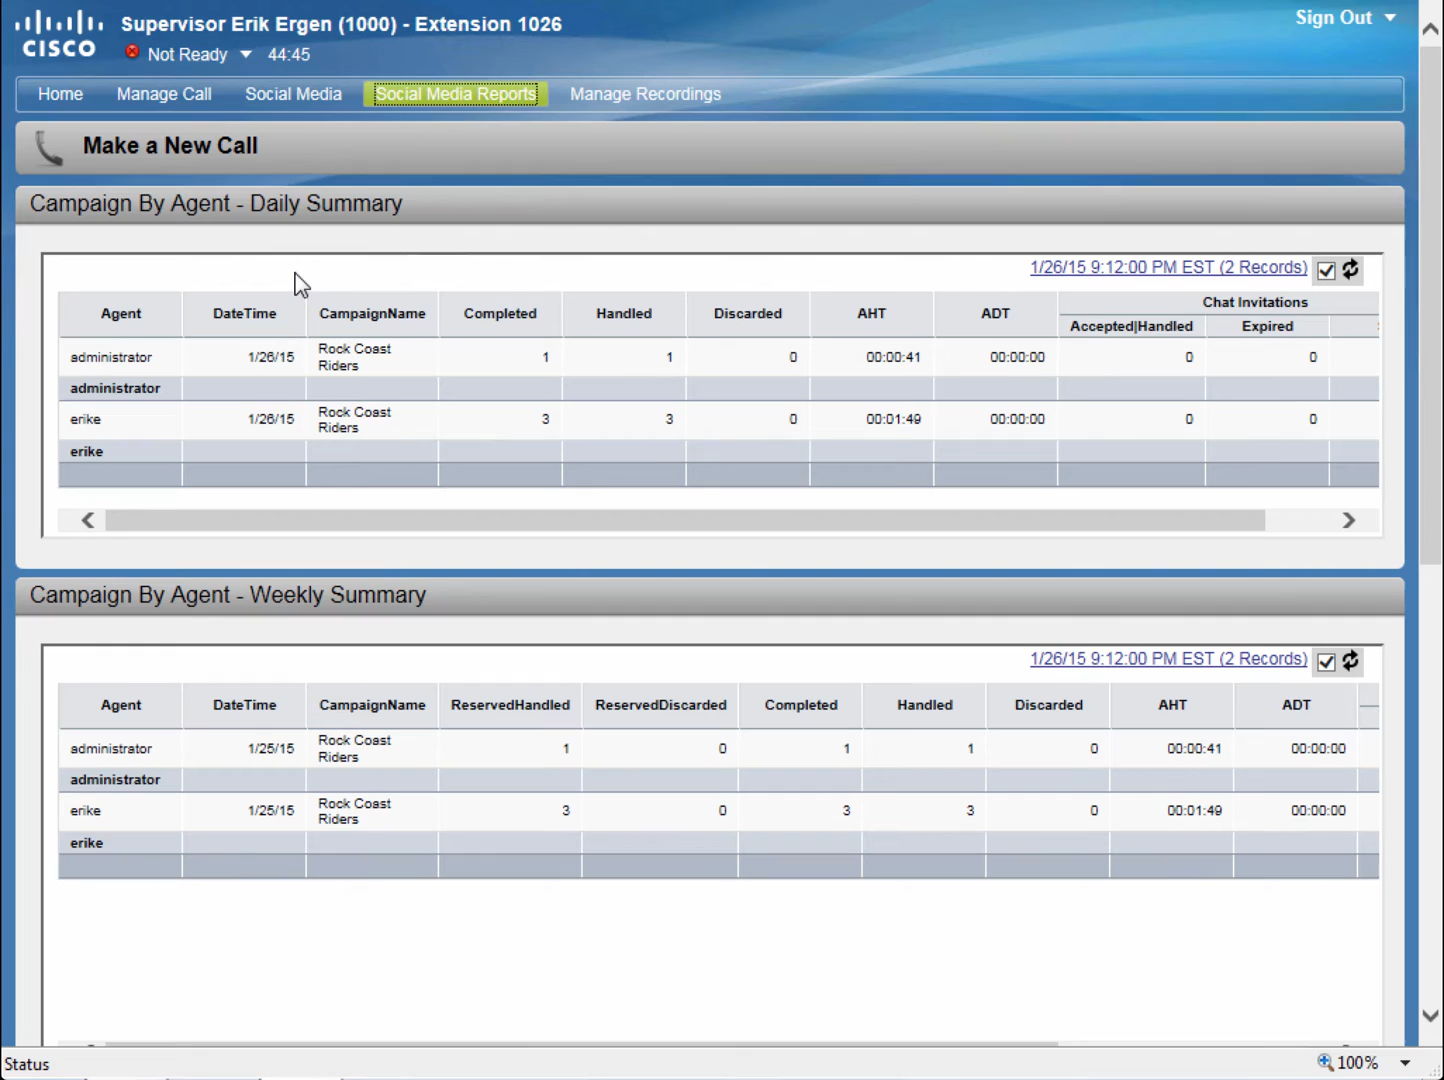 CISCO
Supervisor Erik Ergen (1000) - Extension 1026
Sign Out
Not Ready 44:45
Home Manage Call Social Media Social Media Reports Manage Recordings
Make a New Call
Campaign By Agent - Daily Summary
1/26/15 9:12:00 PM EST (2 Records)
Agent DateTime CampaignName Completed Handled Discarded AHT ADT Chat Invitations
Accepted|Handled Expired
administrator 1/26/15 Rock Coast Riders 1 1 0 00:00:41 00:00:00 0 0
administrator
erike 1/26/15 Rock Coast Riders 3 3 0 00:01:49 00:00:00 0 0
erike
Campaign By Agent - Weekly Summary
1/26/15 9:12:00 PM EST (2 Records)
Agent DateTime CampaignName ReservedHandled ReservedDiscarded Completed Handled Discarded AHT ADT
administrator 1/25/15 Rock Coast Riders 1 0 1 1 0 00:00:41 00:00:00
administrator
erike 1/25/15 Rock Coast Riders 3 0 3 3 0 00:01:49 00:00:00
erike
Status 100%